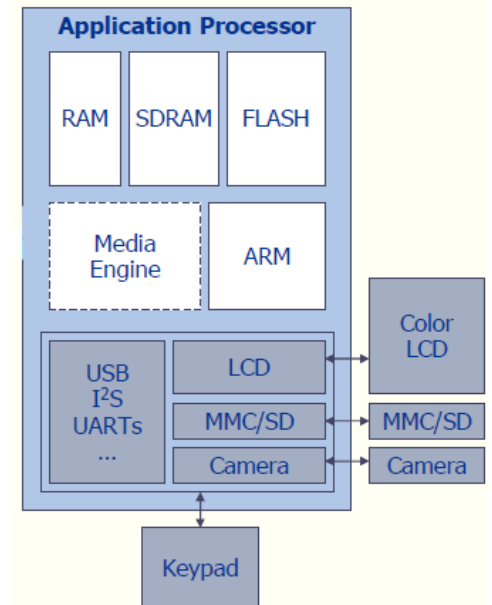 Application Processor
RAM
SDRAM
FLASH
Media
Engine
ARM
USB
I²S
UARTs
...
LCD
MMC/SD
Camera
Color
LCD
MMC/SD
Camera
Keypad